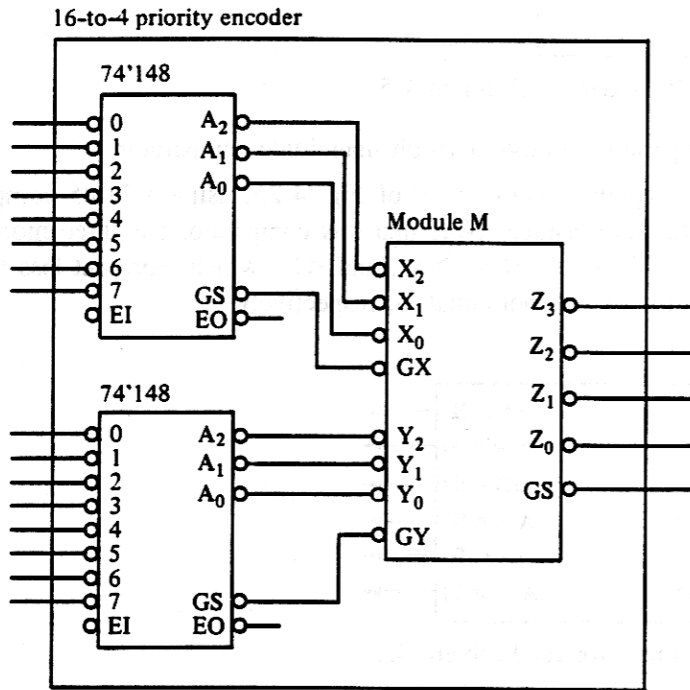 16-to-4 priority encoder
74'148
0
1
2
3
4
5
6
7
EI
A2
A1
A0
GS
EO
74'148
0
1
2
3
4
5
6
7
EI
A2
A1
A0
GS
EO
Module M
X2
X1
X0
GX
Y2
Y1
Y0
GY
Z3
Z2
Z1
Z0
GS